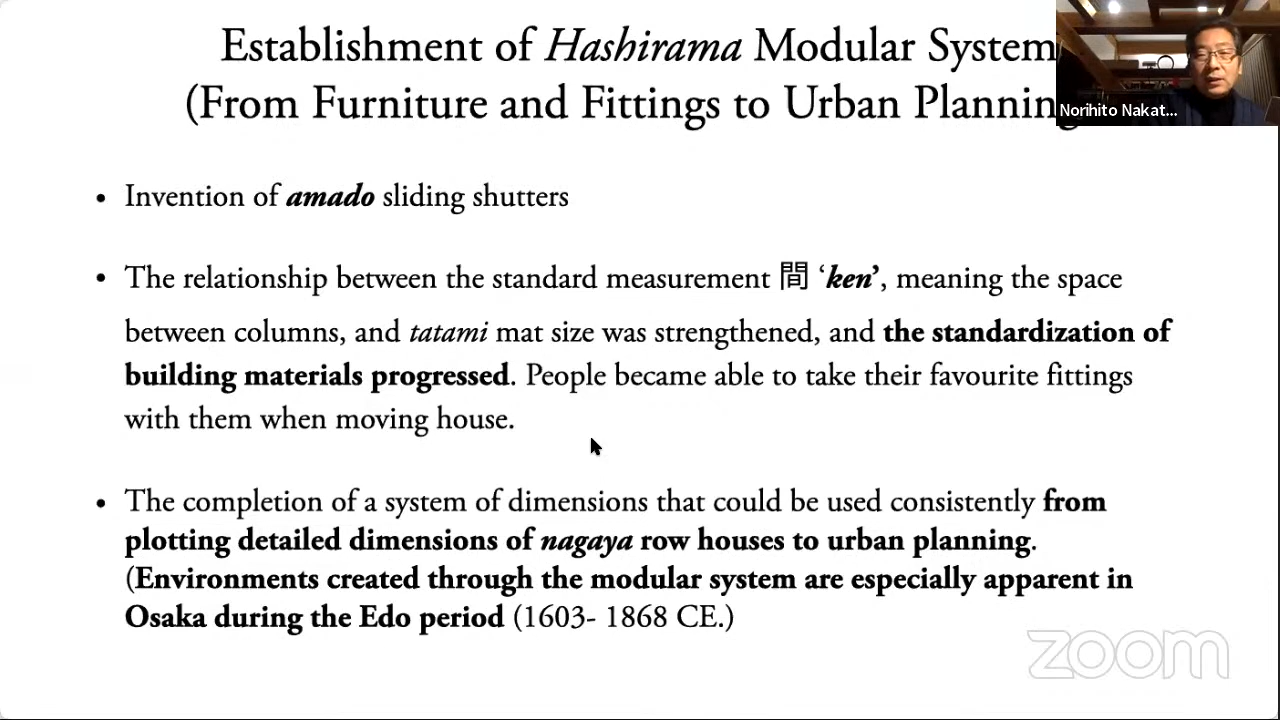 Establishment of Hashirama Modular System
(From Furniture and Fittings to Urban Planning
Norihito Nakat...
• Invention of amado sliding shutters
• The relationship between the standard measurement 間 ‘ken’, meaning the space
between columns, and tatami mat size was strengthened, and the standardization of
building materials progressed. People became able to take their favourite fittings
with them when moving house.
• The completion of a system of dimensions that could be used consistently from
plotting detailed dimensions of nagaya row houses to urban planning.
(Environments created through the modular system are especially apparent in
Osaka during the Edo period (1603- 1868 CE.)
zoom